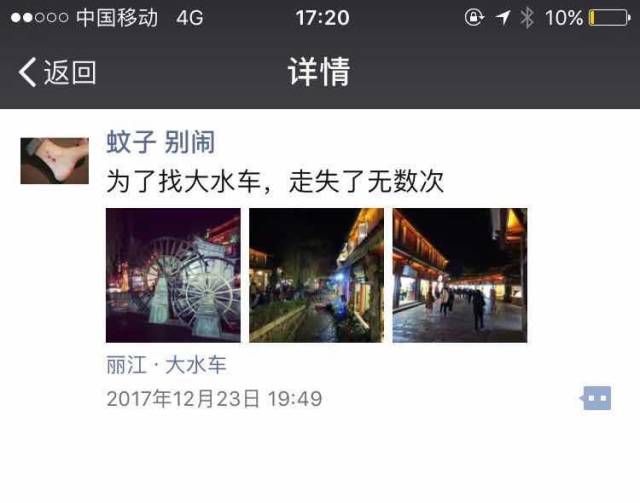 中国移动 4G 17:20 10%
返回 详情
蚊子 别闹
为了找大水车，走失了无数次
丽江 · 大水车
2017年12月23日 19:49